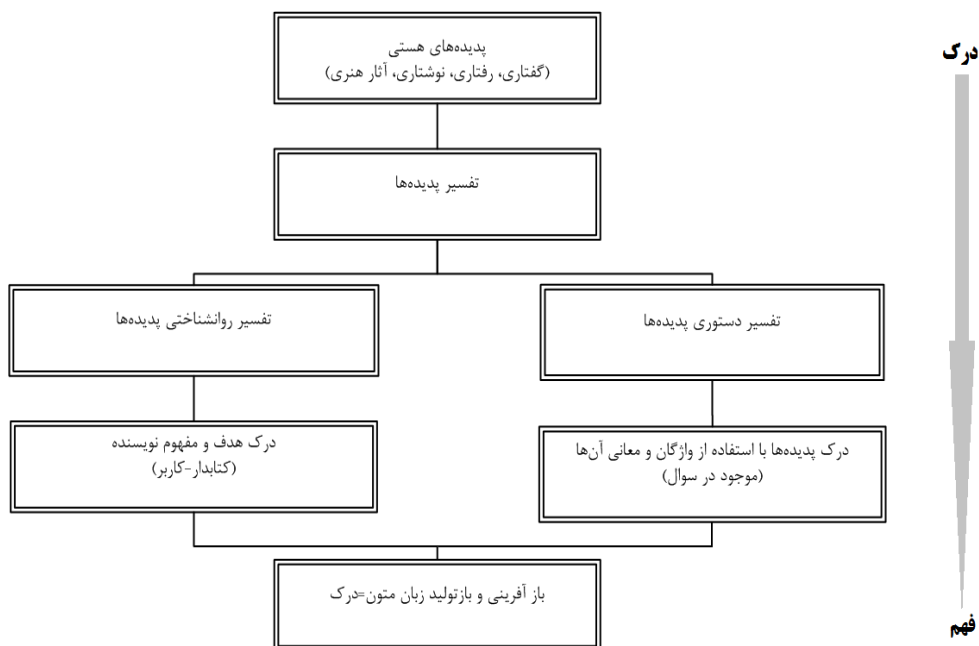 درک
پدیده‌های هستی
(گفتاری، رفتاری، نوشتاری، آثار هنری)
تفسیر پدیده‌ها
تفسیر دستوری پدیده‌ها
تفسیر روانشناختی پدیده‌ها
درک پدیده‌ها با استفاده از واژگان و معانی آن‌ها
(موجود در سوال)
درک هدف و مفهوم نویسنده
(کتابدار-کاربر)
باز آفرینی و بازتولید زبان متون=درک
فهم